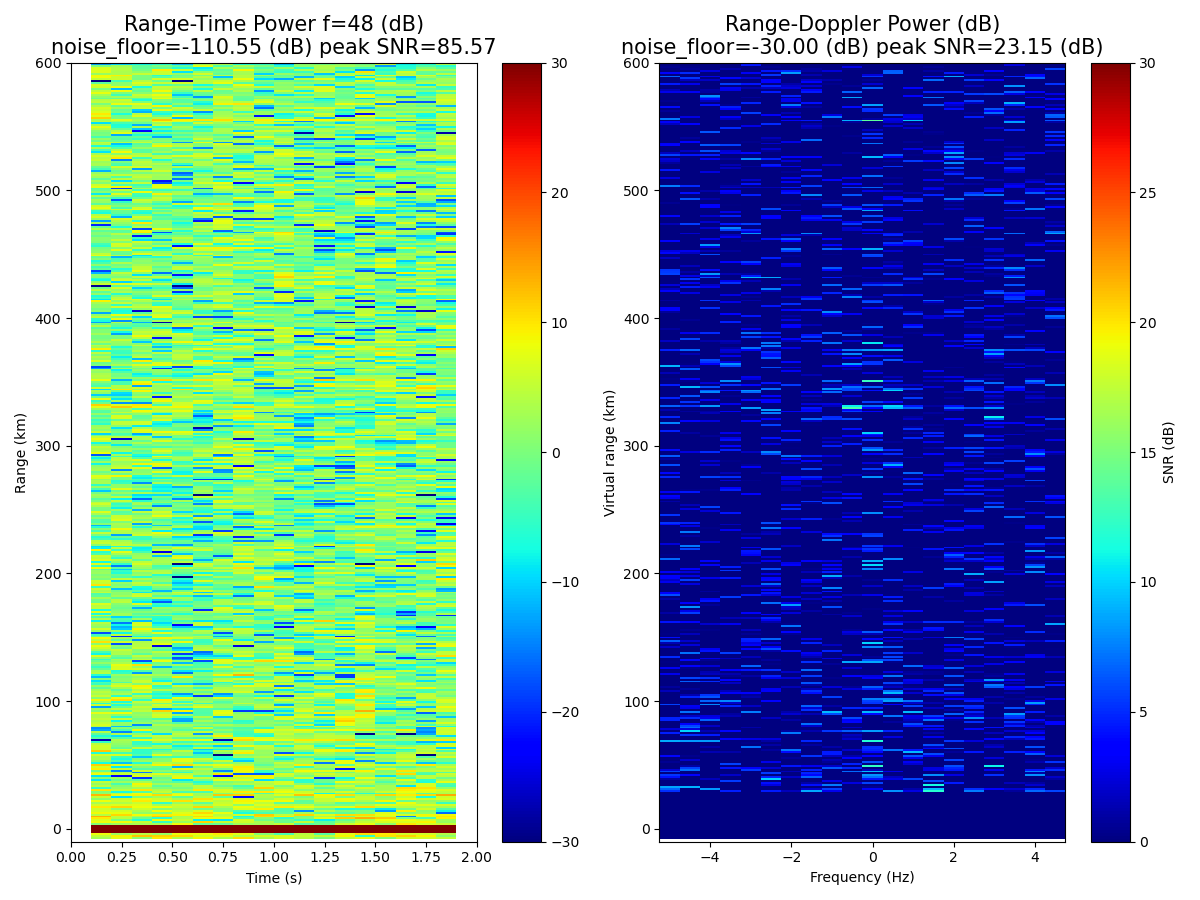 Range-Time Power f=48 (dB)
noise_floor=-110.55 (dB) peak SNR=85.57
600
500
400
300
200
100
0
Range (km)
0.00 0.25 0.50 0.75 1.00 1.25 1.50 1.75 2.00
Time (s)
30
20
10
0
−10
−20
−30
Range-Doppler Power (dB)
noise_floor=-30.00 (dB) peak SNR=23.15 (dB)
600
500
400
300
200
100
0
Virtual range (km)
−4 −2 0 2 4
Frequency (Hz)
30
25
20
15
10
5
0
SNR (dB)